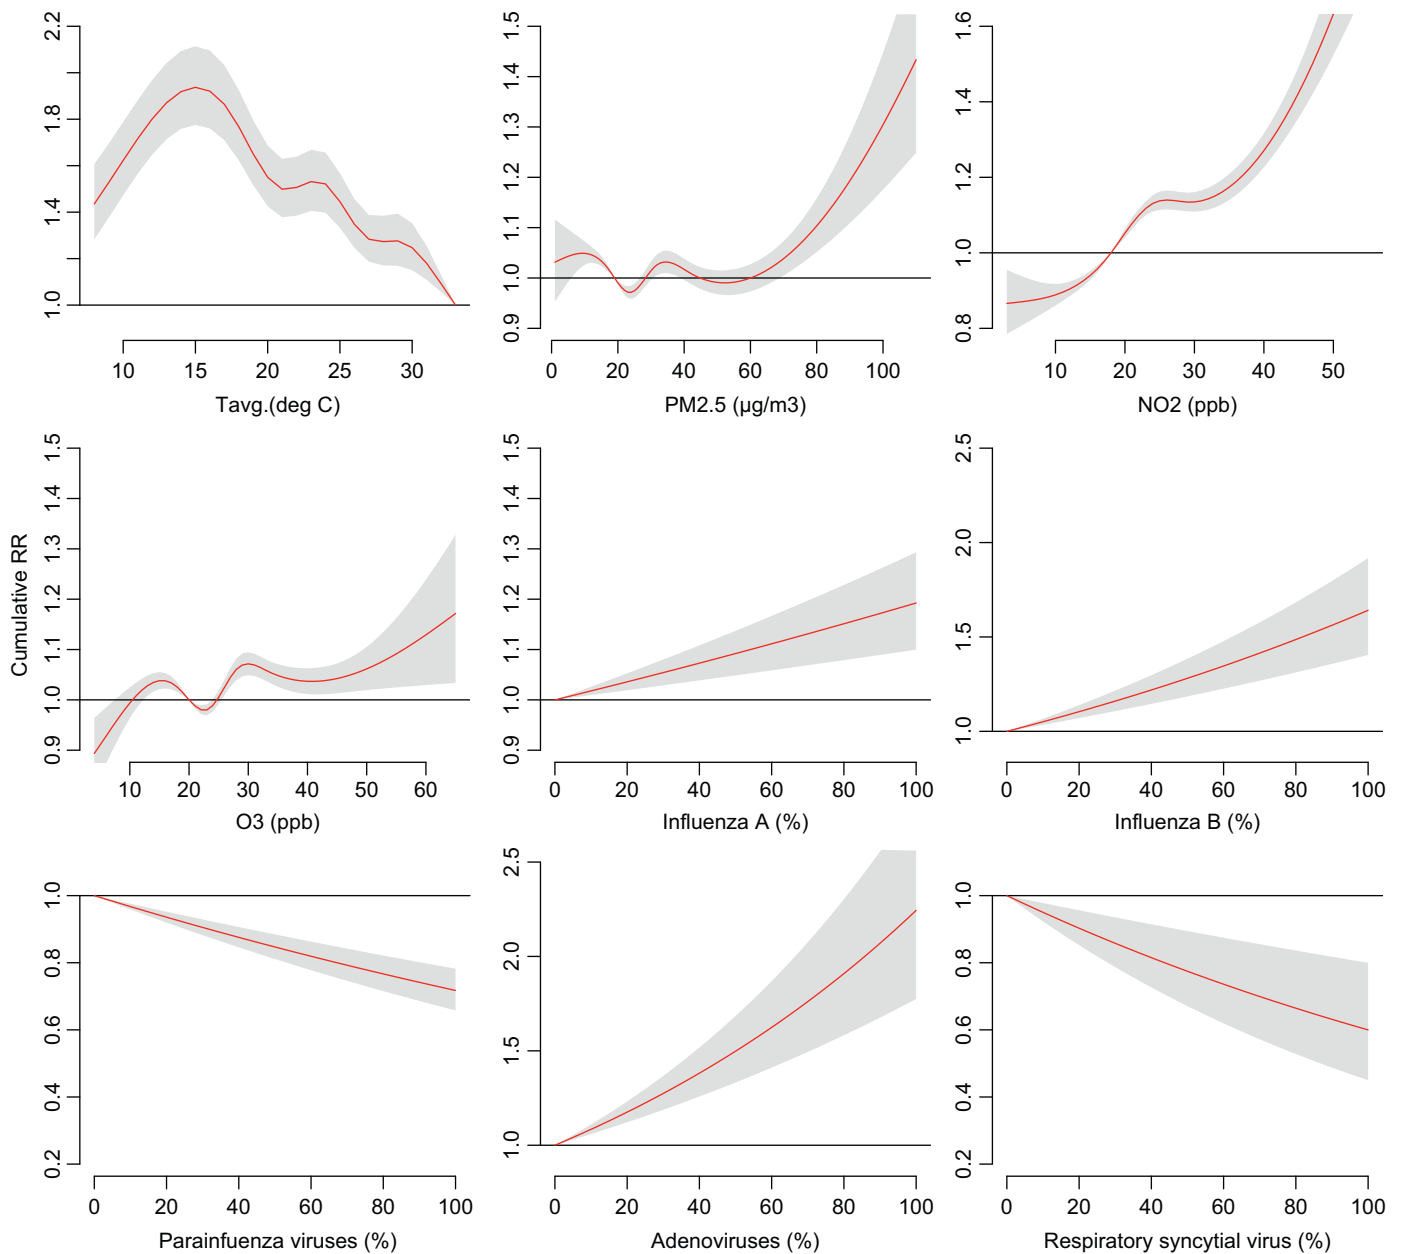 1.0 1.4 1.8 2.2
10 15 20 25 30
Tavg.(deg C)
0.9 1.0 1.1 1.2 1.3 1.4 1.5
0 20 40 60 80 100
PM2.5 (µg/m3)
0.8 1.0 1.2 1.4 1.6
10 20 30 40 50
NO2 (ppb)
Cumulative RR
0.9 1.0 1.1 1.2 1.3 1.4 1.5
10 20 30 40 50 60
O3 (ppb)
0.9 1.0 1.1 1.2 1.3 1.4 1.5
0 20 40 60 80 100
Influenza A (%)
1.0 1.5 2.0 2.5
0 20 40 60 80 100
Influenza B (%)
0.2 0.4 0.6 0.8 1.0
0 20 40 60 80 100
Parainfuenza viruses (%)
1.0 1.5 2.0 2.5
0 20 40 60 80 100
Adenoviruses (%)
0.2 0.4 0.6 0.8 1.0
0 20 40 60 80 100
Respiratory syncytial virus (%)